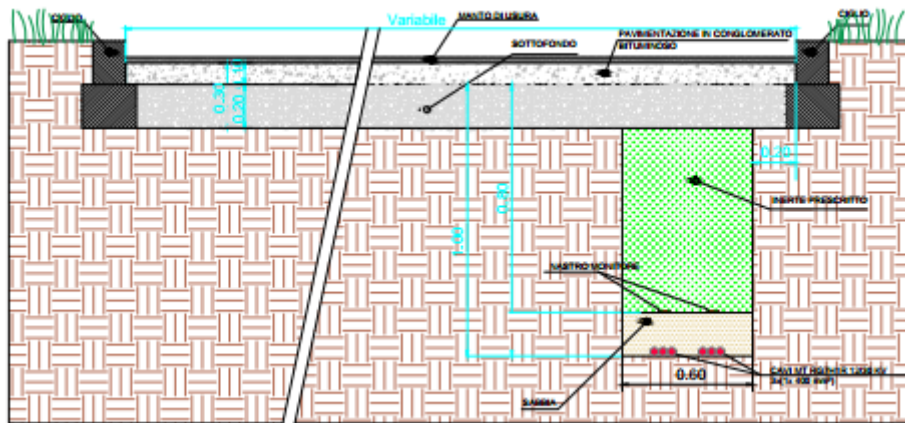 CIGLIO
Variabile
MANTO DI USURA
CIGLIO
PAVIMENTAZIONE IN CONGLOMERATO
BITUMINOSO
SOTTOFONDO
0.30
0.10
0.20
0.20
0.80
1.00
INERTE PRESCRITTO
NASTRO MONITORE
0.60
CAVI MT
SABBIA